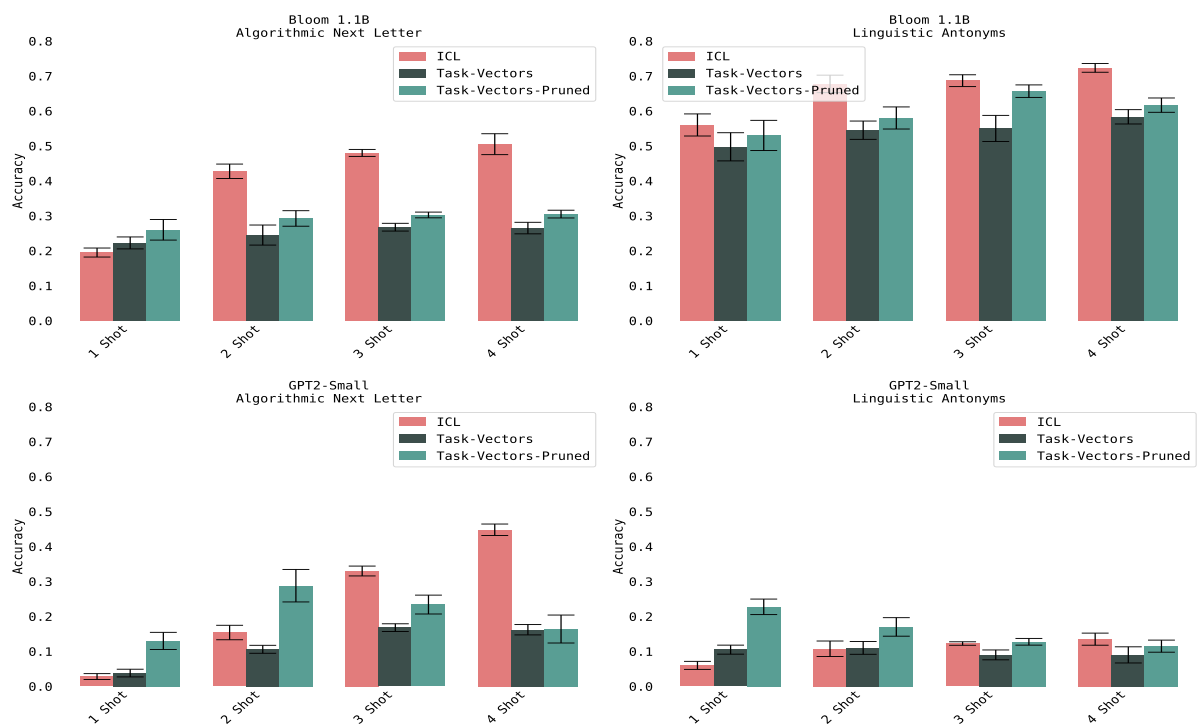 Bloom 1.1B
Algorithmic Next Letter
0.8
0.7
0.6
0.5
0.4
0.3
0.2
0.1
0.0
Accuracy
ICL
Task-Vectors
Task-Vectors-Pruned
1 Shot
2 Shot
3 Shot
4 Shot
Bloom 1.1B
Linguistic Antonyms
0.8
0.7
0.6
0.5
0.4
0.3
0.2
0.1
0.0
Accuracy
ICL
Task-Vectors
Task-Vectors-Pruned
1 Shot
2 Shot
3 Shot
4 Shot
GPT2-Small
Algorithmic Next Letter
0.8
0.7
0.6
0.5
0.4
0.3
0.2
0.1
0.0
Accuracy
ICL
Task-Vectors
Task-Vectors-Pruned
1 Shot
2 Shot
3 Shot
4 Shot
GPT2-Small
Linguistic Antonyms
0.8
0.7
0.6
0.5
0.4
0.3
0.2
0.1
0.0
Accuracy
ICL
Task-Vectors
Task-Vectors-Pruned
1 Shot
2 Shot
3 Shot
4 Shot